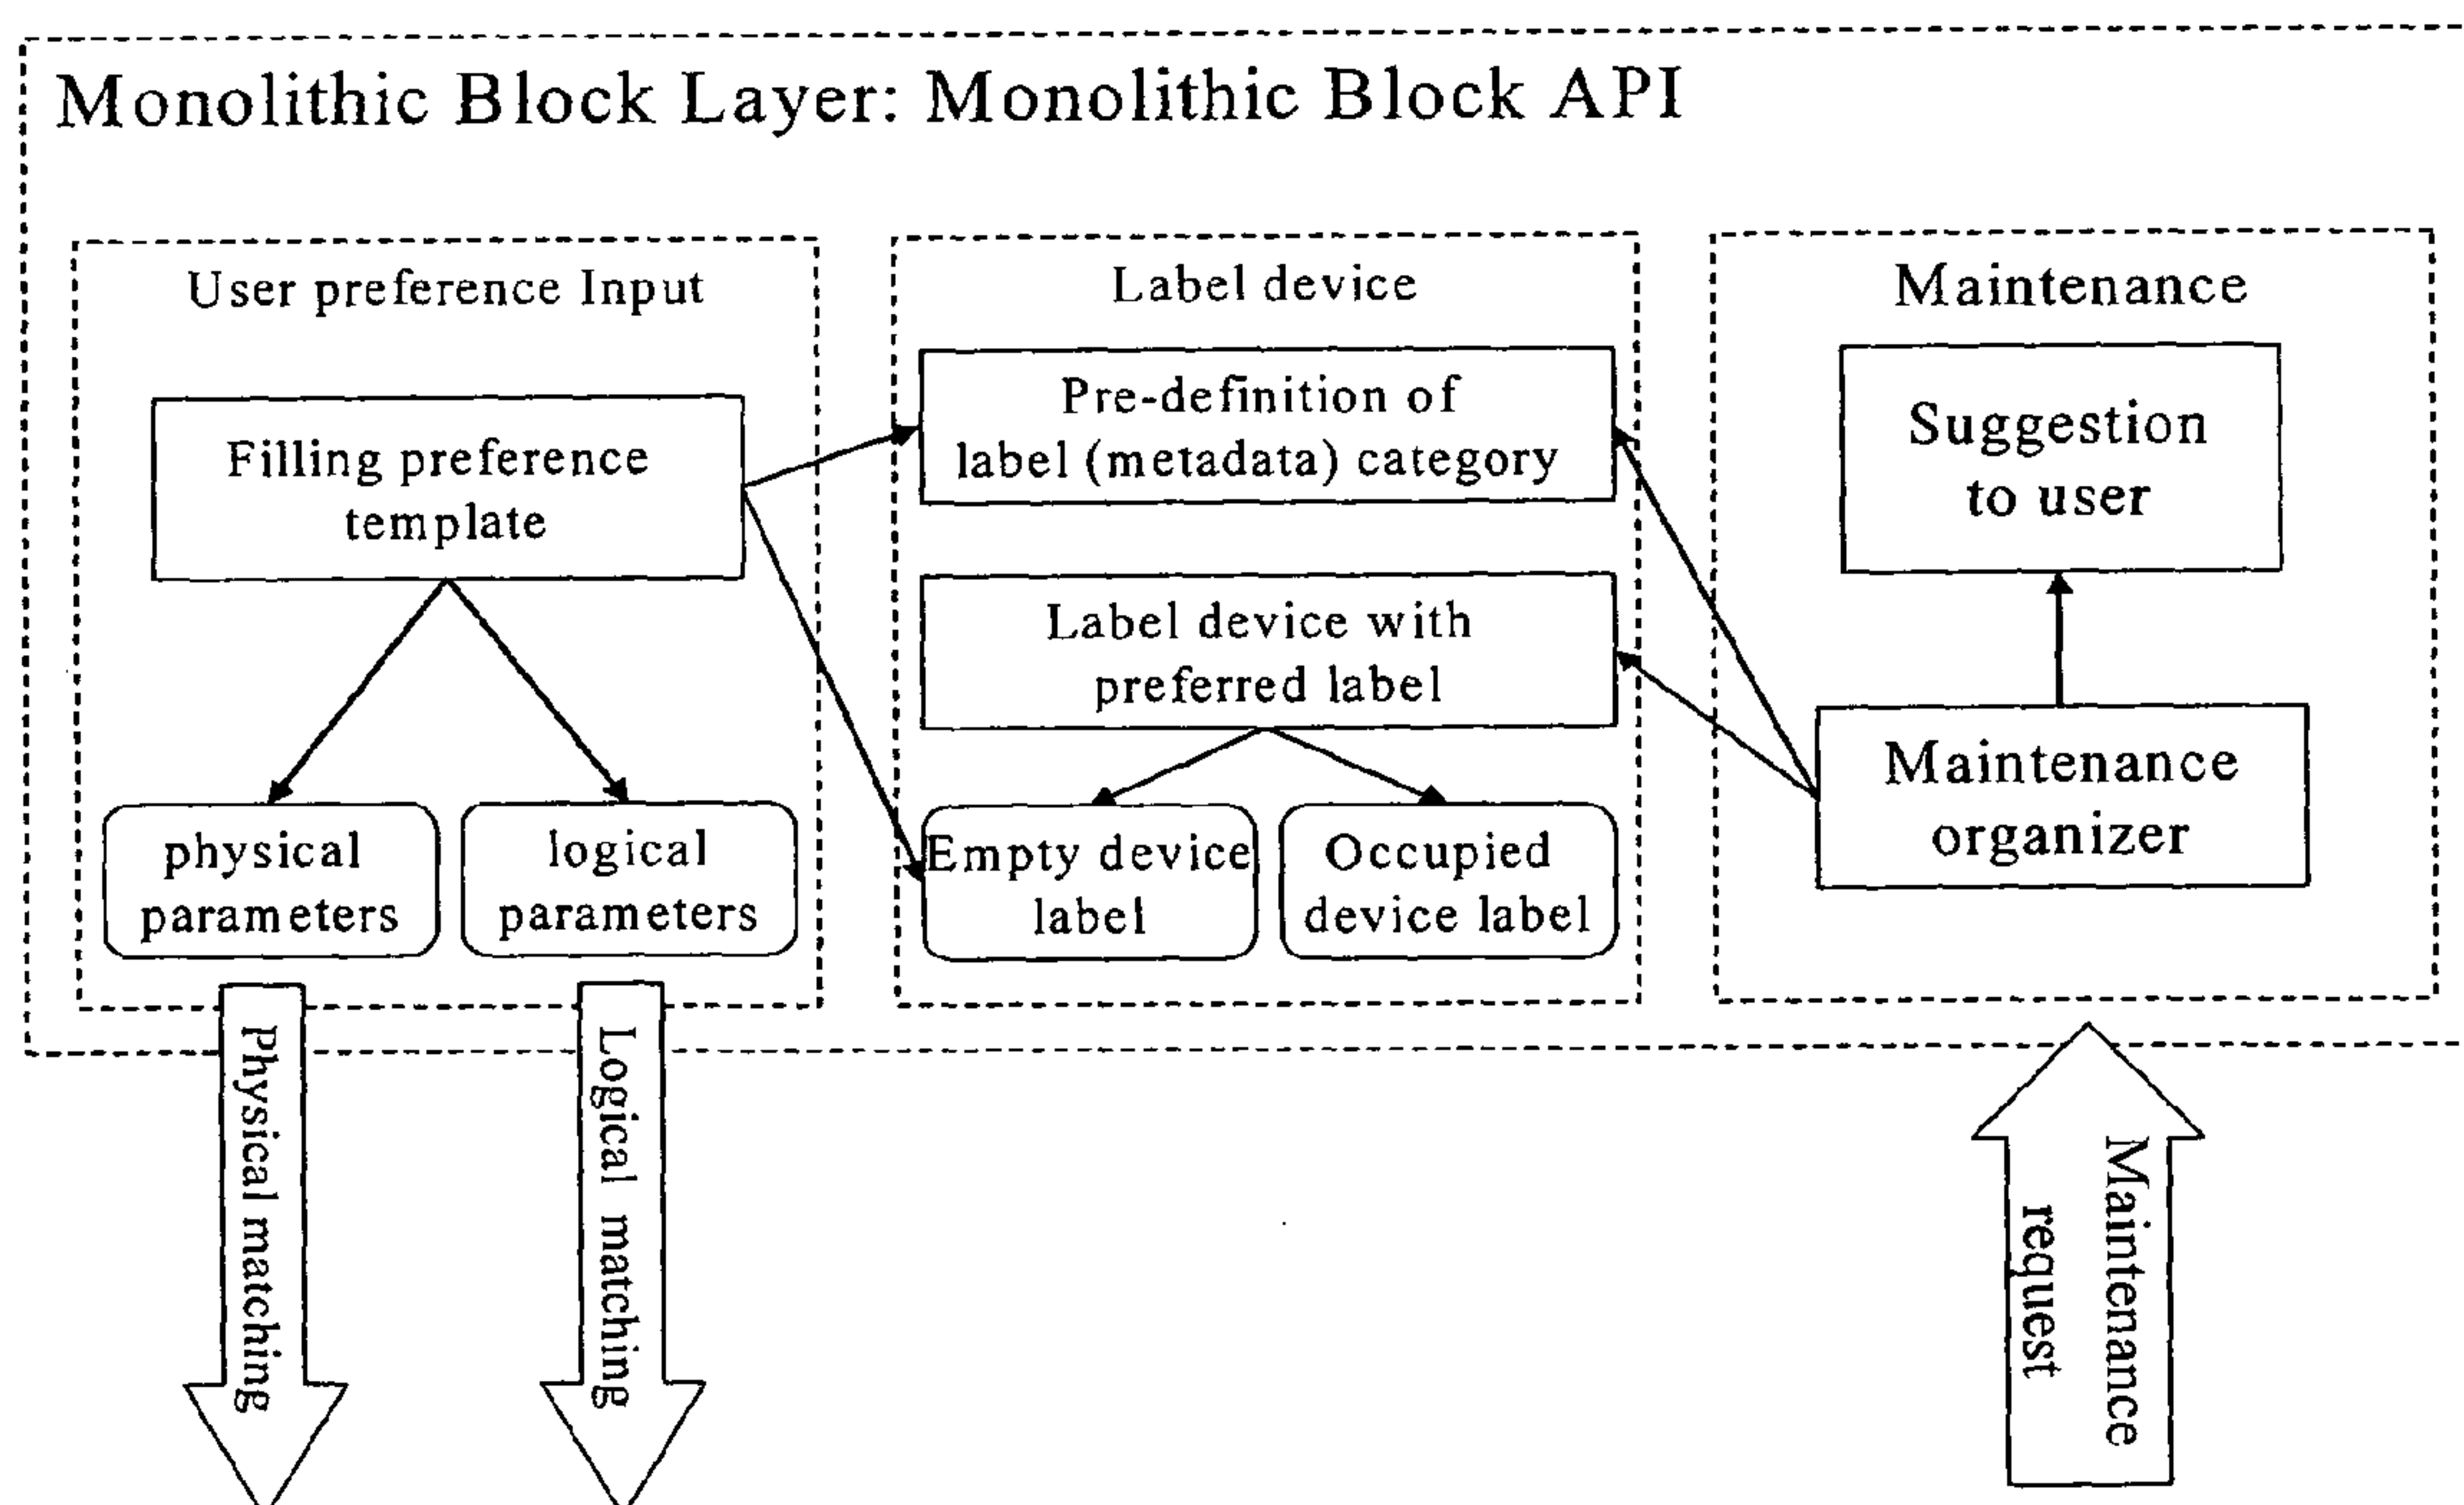 Monolithic Block Layer: Monolithic Block API
User preference Input
Filling preference
template
physical
parameters
logical
parameters
Label device
Pre-definition of
label (metadata) category
Label device with
preferred label
Empty device
label
Occupied
device label
Maintenance
Suggestion
to user
Maintenance
organizer
Physical matching
Logical matching
Maintenance
request